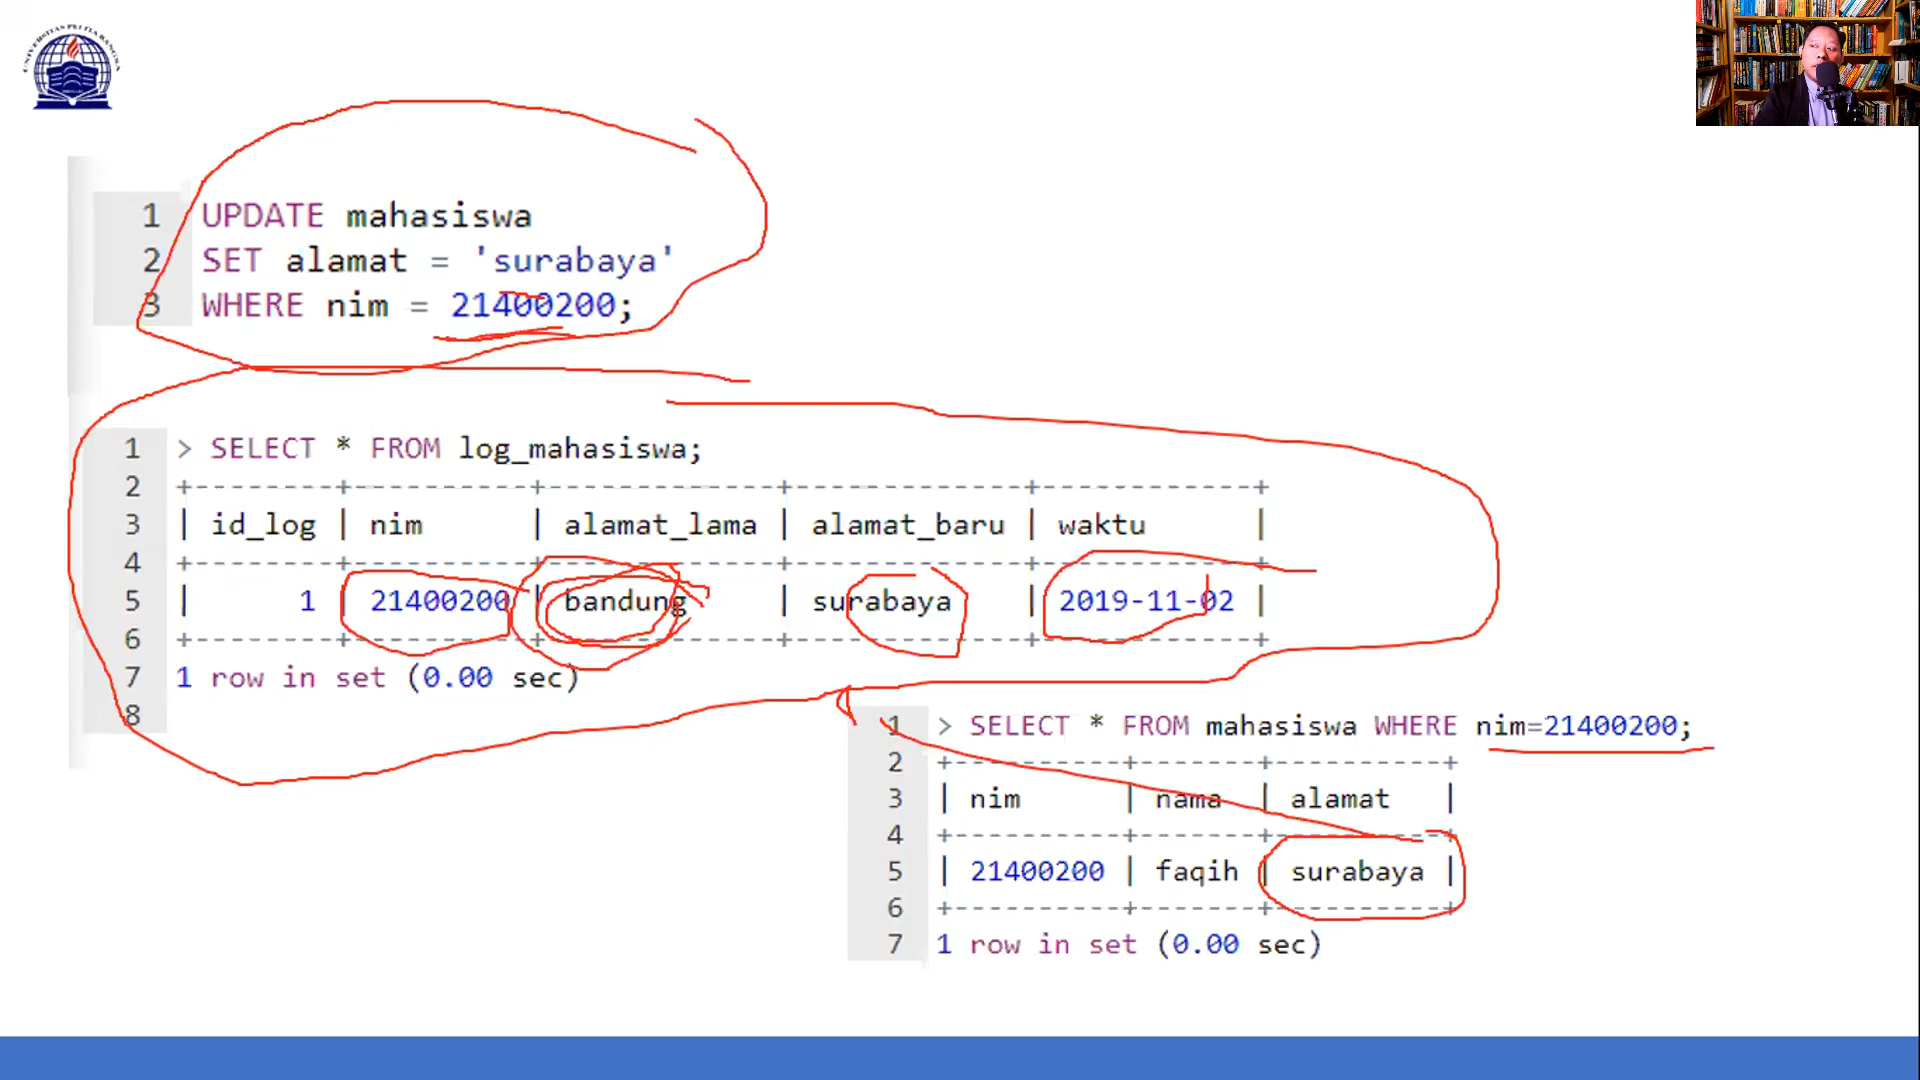 UNIVERSITAS PELITA BANGSA
1 UPDATE mahasiswa
2 SET alamat = 'surabaya'
3 WHERE nim = 21400200;
1 > SELECT * FROM log_mahasiswa;
2 +--------+----------+------------+------------+-----------+
3 | id_log | nim | alamat_lama | alamat_baru | waktu |
4 +--------+----------+------------+------------+-----------+
5 | 1 | 21400200 | bandung | surabaya | 2019-11-02 |
6 +--------+----------+------------+------------+-----------+
7 1 row in set (0.00 sec)
8
1 > SELECT * FROM mahasiswa WHERE nim=21400200;
2 +----------+-------+----------+
3 | nim | nama | alamat |
4 +----------+-------+----------+
5 | 21400200 | faqih | surabaya |
6 +----------+-------+----------+
7 1 row in set (0.00 sec)